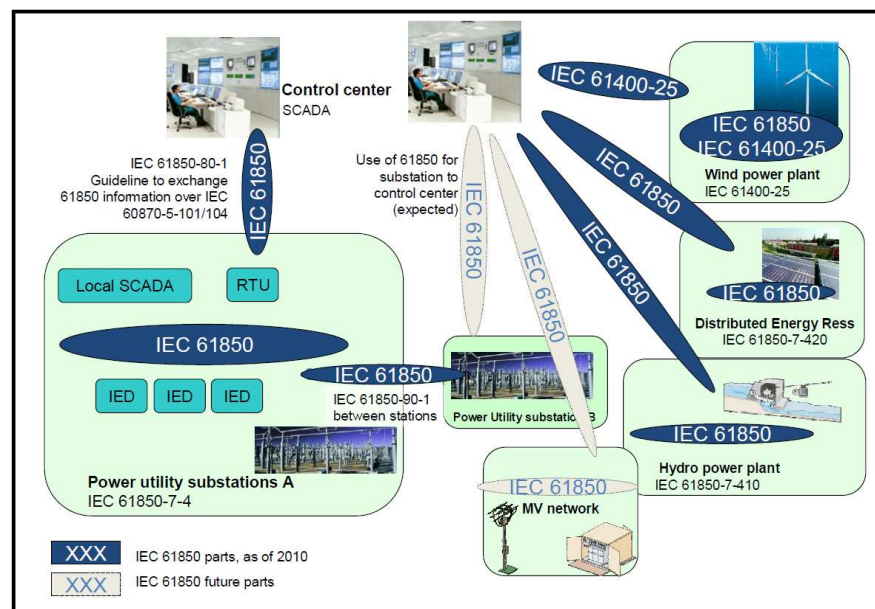 Control center
SCADA
IEC 61850-80-1
Guideline to exchange
61850 information over IEC
60870-5-101/104
IEC 61850
Use of 61850 for
substation to
control center
(expected)
IEC 61850
IEC 61850
IEC 61400-25
IEC 61850
IEC 61850
IEC 61850
IEC 61400-25
Wind power plant
IEC 61400-25
IEC 61850
Distributed Energy Ress
IEC 61850-7-420
IEC 61850
Hydro power plant
IEC 61850-7-410
Local SCADA
RTU
IEC 61850
IED
IED
IED
Power utility substations A
IEC 61850-7-4
IEC 61850
IEC 61850-90-1
between stations
Power Utility substations B
IEC 61850
MV network
XXX
IEC 61850 parts, as of 2010
XXX
IEC 61850 future parts